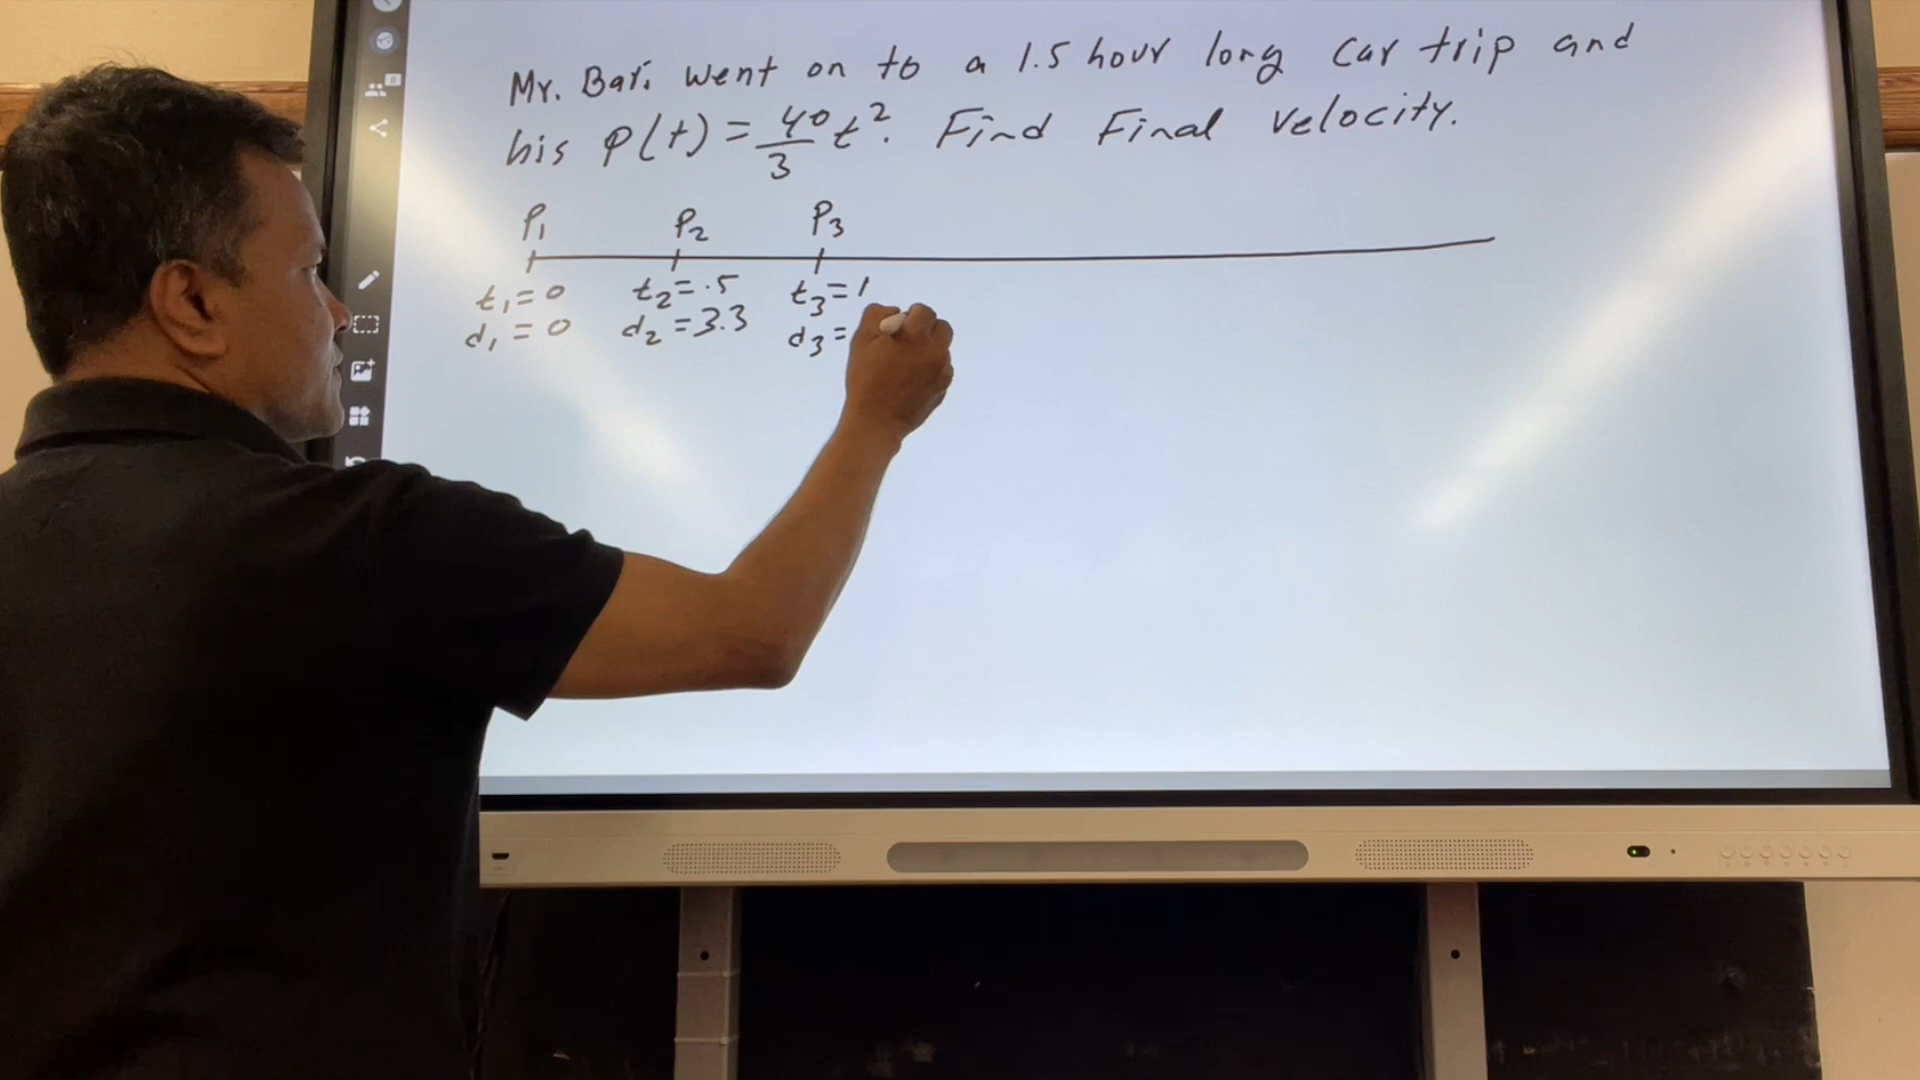 Mr. Bari went on to a 1.5 hour long car trip and
his P(t) = 40/3 t². Find Final velocity.
P₁ P₂ P₃
t₁ = 0 t₂ = .5 t₃ = 1
d₁ = 0 d₂ = 3.3 d₃ =